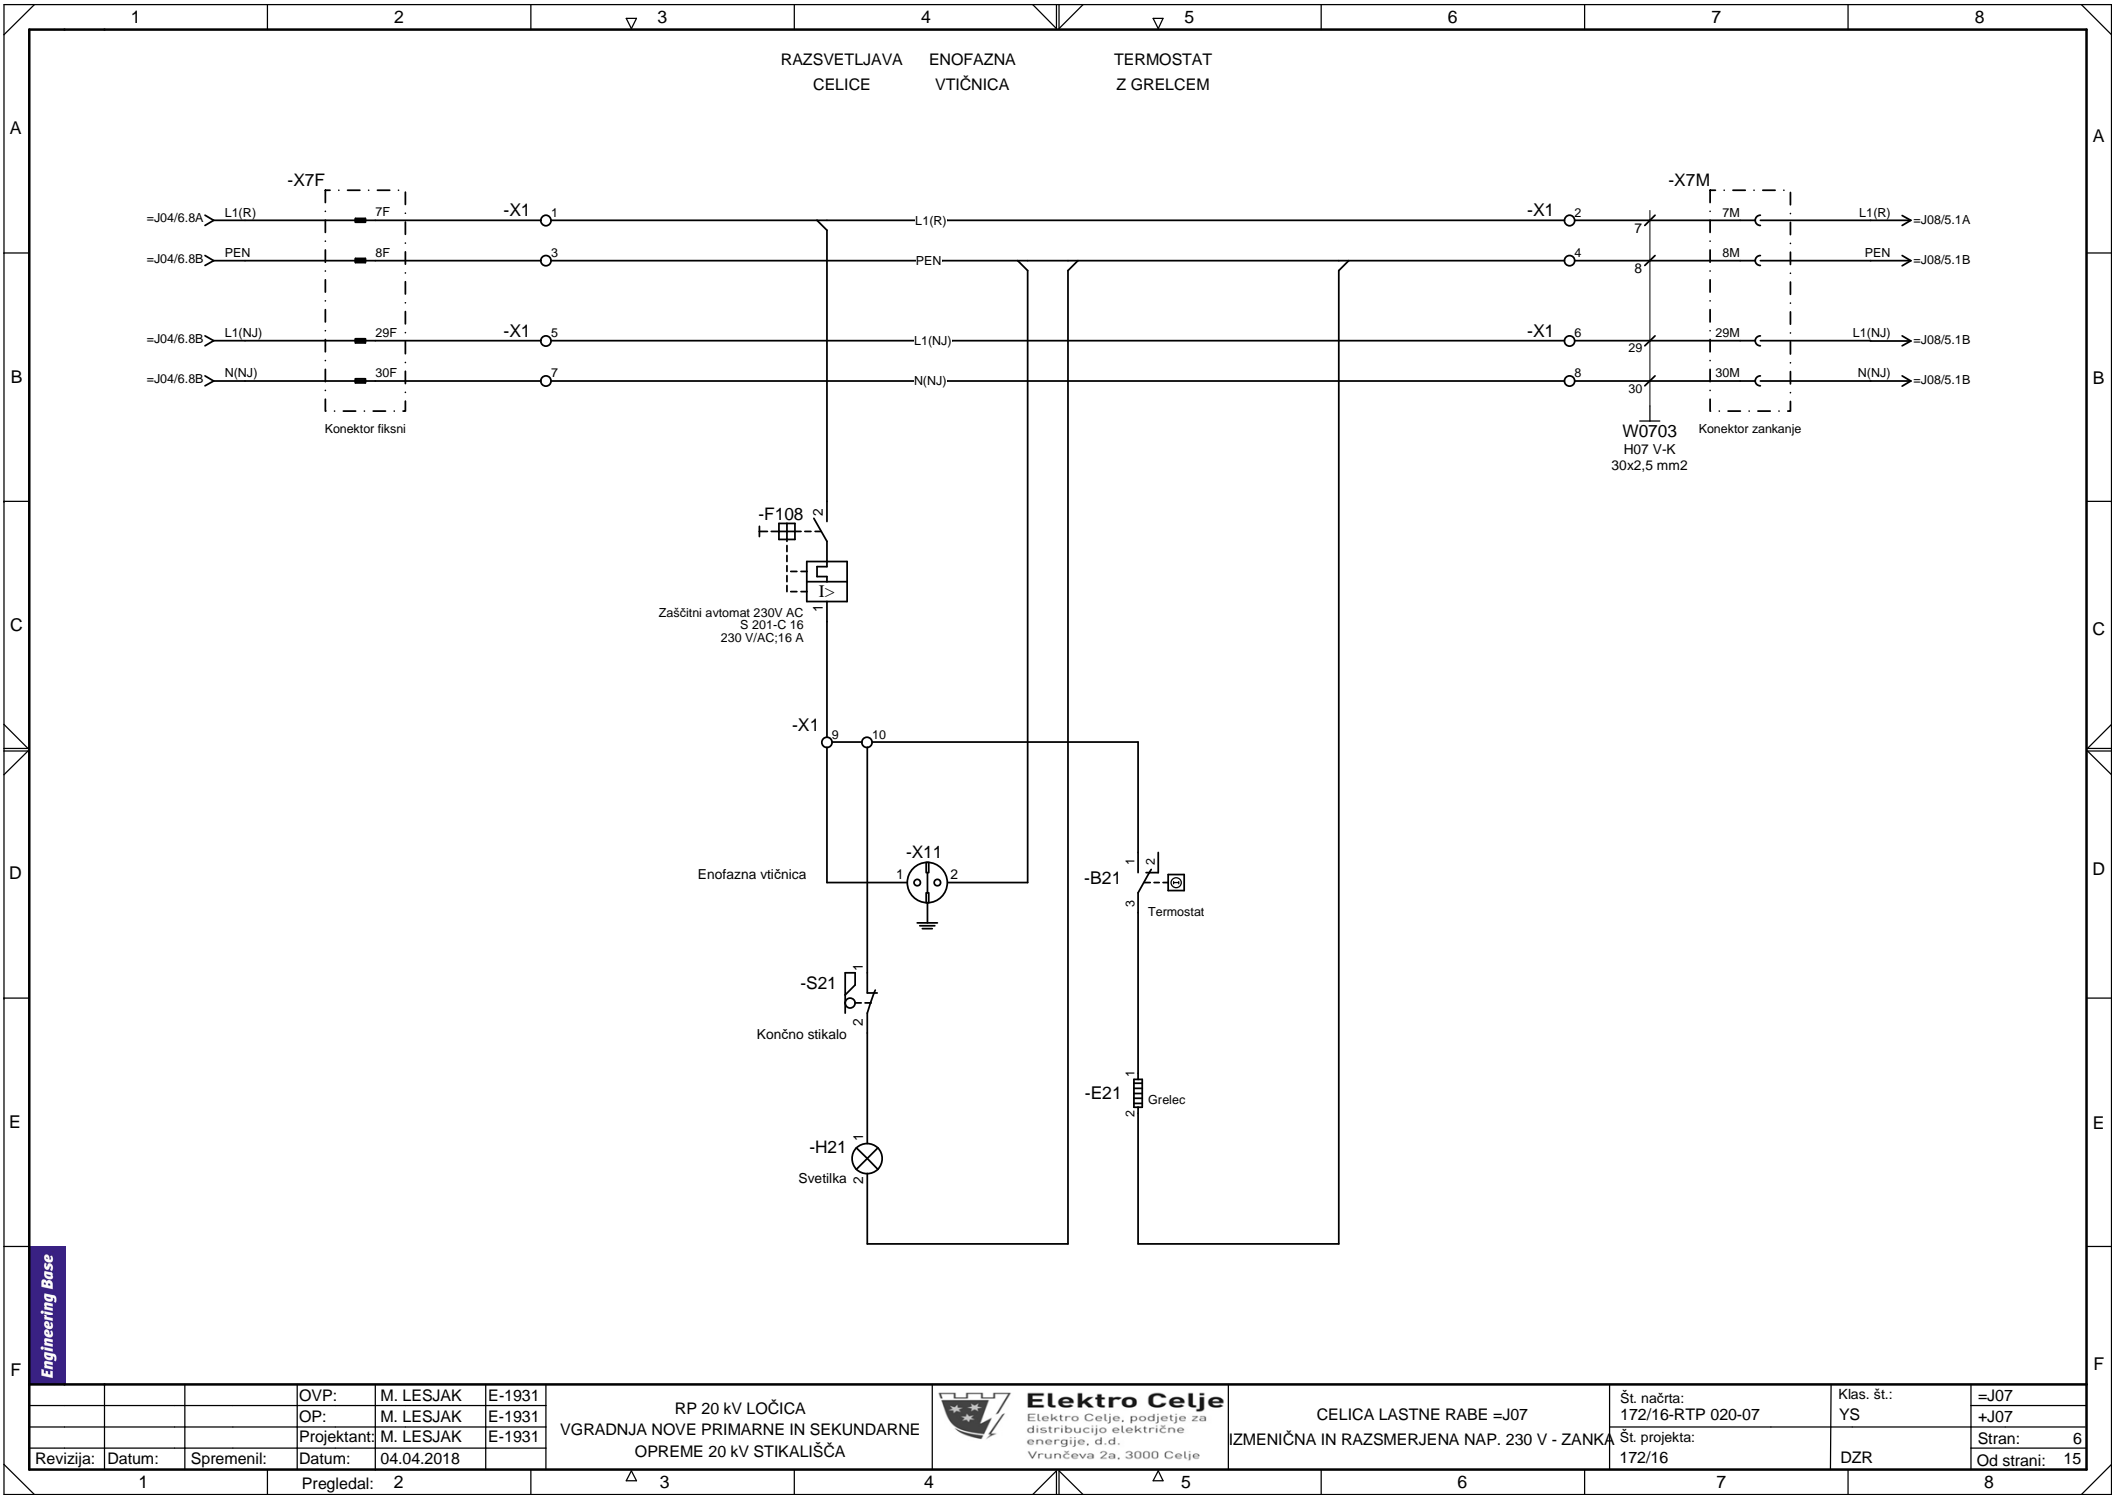 1 2 3 4 5 6 7 8
RAZSVETLJAVA ENOFAZNA TERMOSTAT
CELICE VTIČNICA Z GRELCEM
A A
-X7F -X7M
=J04/6.8A L1(R) 7F -X1 1 L1(R) -X1 2 7 7M L1(R) =J08/5.1A
=J04/6.8B PEN 8F 3 PEN 4 8 8M PEN =J08/5.1B
=J04/6.8B L1(NJ) 29F -X1 5 L1(NJ) -X1 6 29 29M L1(NJ) =J08/5.1B
B =J04/6.8B N(NJ) 30F 7 N(NJ) 8 30 30M N(NJ) =J08/5.1B B
Konektor fiksni W0703 Konektor zankanje
H07 V-K
30x2,5 mm2
-F108 2
I>
1
Zaščitni avtomat 230V AC
S 201-C 16
230 V/AC;16 A
C C
-X1 9 10
-X11
Enofazna vtičnica 1 2
-B21 1 2 3
Termostat
D D
-S21 1 2
Končno stikalo
-E21 1 2 Grelec
E E
-H21 1 2
Svetilka
Engineering Base
F F
OVP: M. LESJAK E-1931
OP: M. LESJAK E-1931
Projektant: M. LESJAK E-1931
Revizija: Datum: Spremenil: Datum: 04.04.2018
RP 20 kV LOČICA
VGRADNJA NOVE PRIMARNE IN SEKUNDARNE
OPREME 20 kV STIKALIŠČA
Elektro Celje
Elektro Celje, podjetje za
distribucijo električne
energije, d.d.
Vrunčeva 2a, 3000 Celje
CELICA LASTNE RABE =J07
IZMENIČNA IN RAZSMERJENA NAP. 230 V - ZANKA
Št. načrta:
172/16-RTP 020-07
Št. projekta:
172/16
Klas. št.:
YS
DZR
=J07
+J07
Stran: 6
Od strani: 15
1 Pregledal: 2 3 4 5 6 7 8